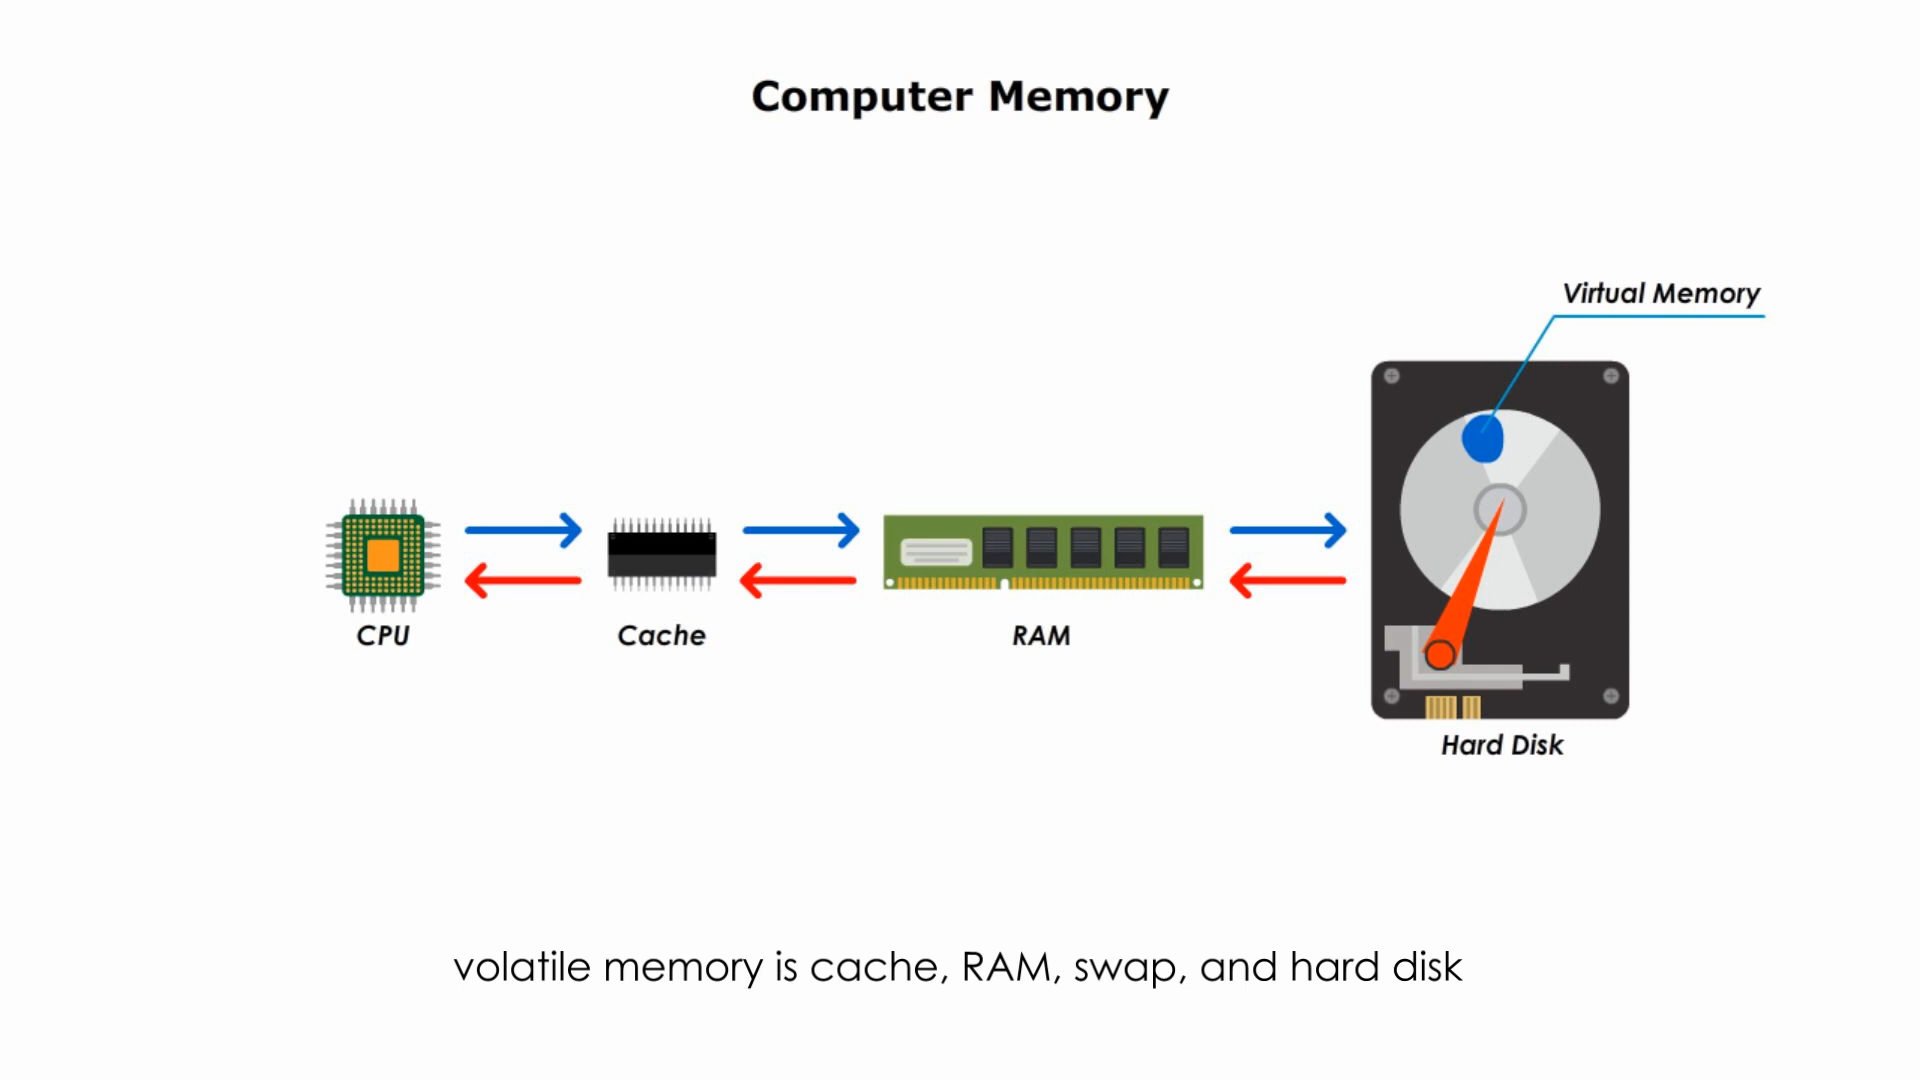 Computer Memory
Virtual Memory
CPU
Cache
RAM
Hard Disk
volatile memory is cache, RAM, swap, and hard disk